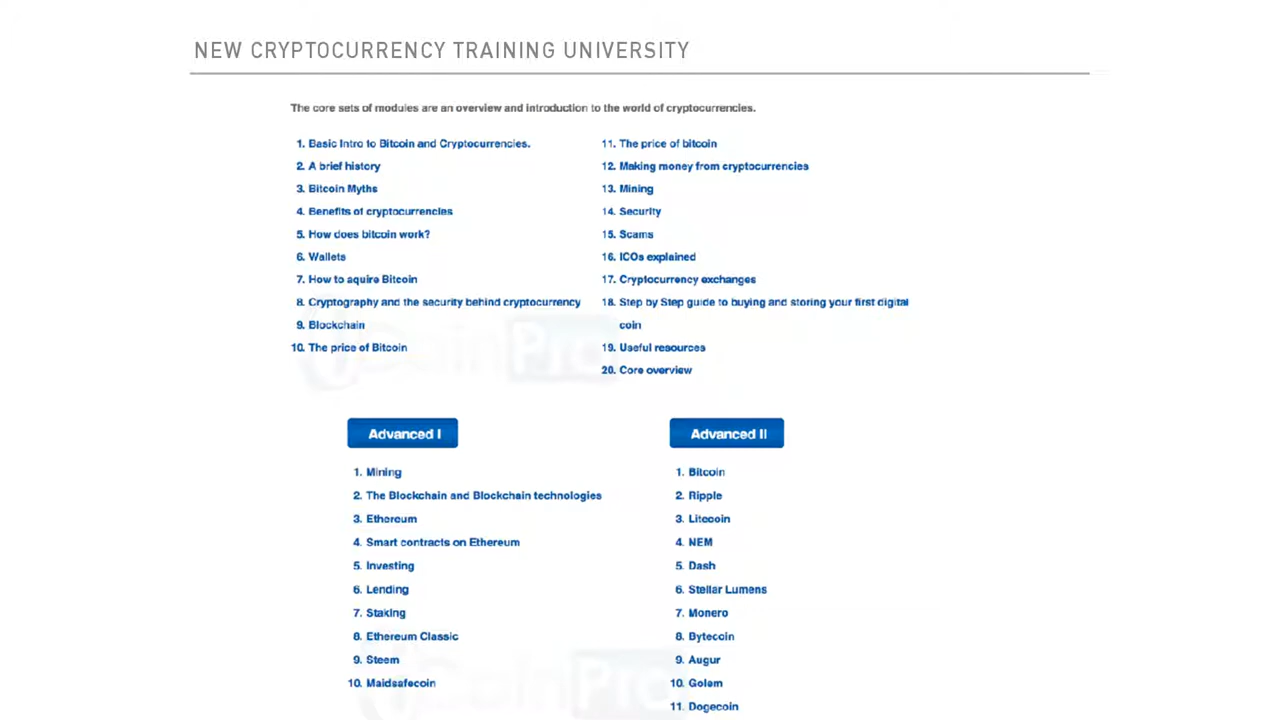 NEW CRYPTOCURRENCY TRAINING UNIVERSITY
The core sets of modules are an overview and introduction to the world of cryptocurrencies.
1. Basic Intro to Bitcoin and Cryptocurrencies.
2. A brief history
3. Bitcoin Myths
4. Benefits of cryptocurrencies
5. How does bitcoin work?
6. Wallets
7. How to aquire Bitcoin
8. Cryptography and the security behind cryptocurrency
9. Blockchain
10. The price of Bitcoin
11. The price of bitcoin
12. Making money from cryptocurrencies
13. Mining
14. Security
15. Scams
16. ICOs explained
17. Cryptocurrency exchanges
18. Step by Step guide to buying and storing your first digital
coin
19. Useful resources
20. Core overview
CoinPro
Advanced I
1. Mining
2. The Blockchain and Blockchain technologies
3. Ethereum
4. Smart contracts on Ethereum
5. Investing
6. Lending
7. Staking
8. Ethereum Classic
9. Steem
10. Maidsafecoin
Advanced II
1. Bitcoin
2. Ripple
3. Litecoin
4. NEM
5. Dash
6. Stellar Lumens
7. Monero
8. Bytecoin
9. Augur
10. Golem
11. Dogecoin
CoinPro